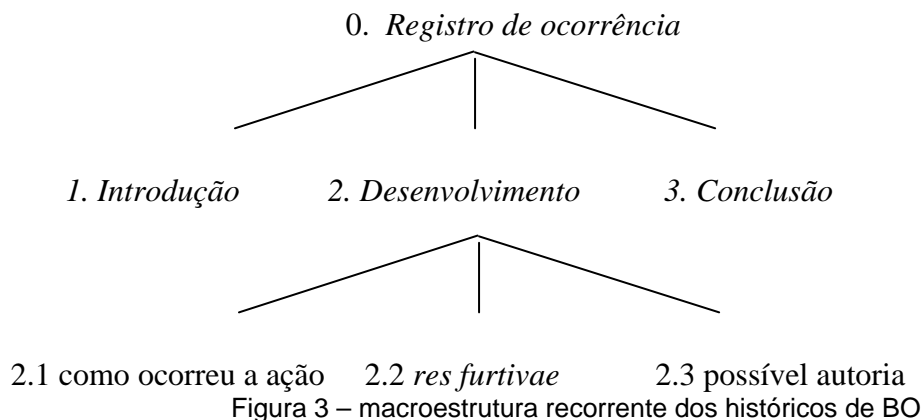 0. Registro de ocorrência
1. Introdução 2. Desenvolvimento 3. Conclusão
2.1 como ocorreu a ação 2.2 res furtivae 2.3 possível autoria
Figura 3 – macroestrutura recorrente dos históricos de BO